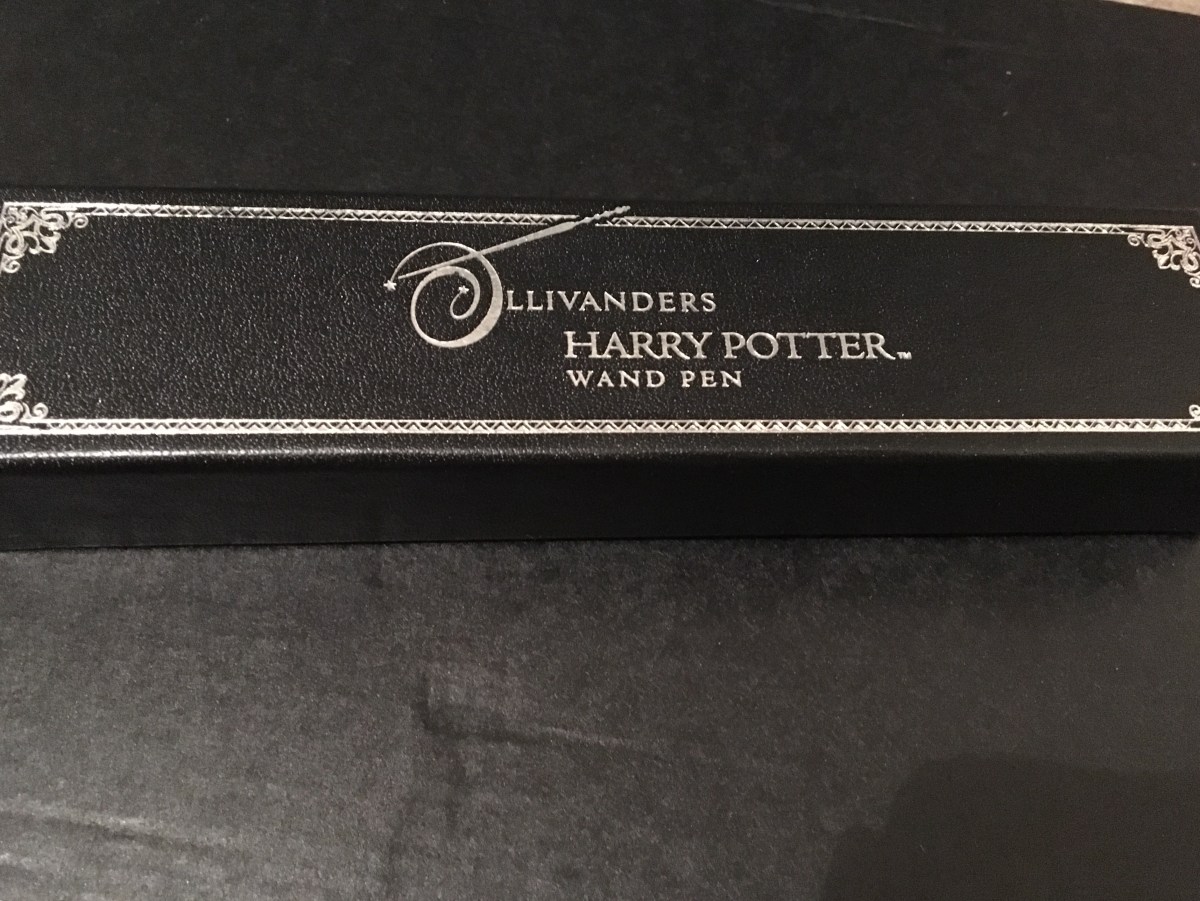 OLLIVANDERS
HARRY POTTER™
WAND PEN